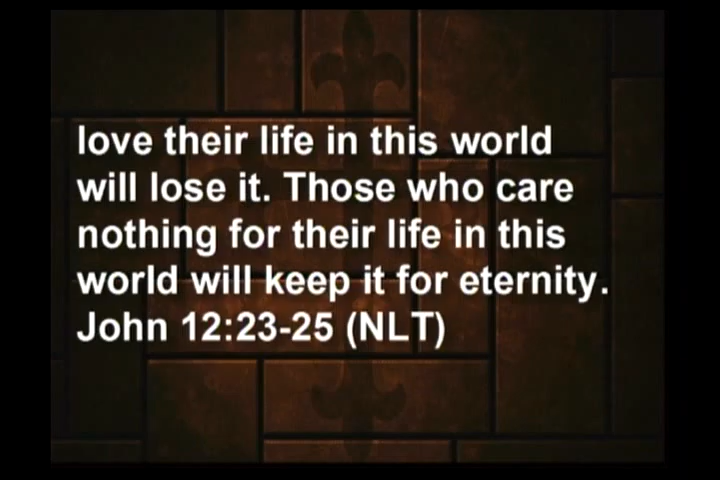 love their life in this world
will lose it. Those who care
nothing for their life in this
world will keep it for eternity.
John 12:23-25 (NLT)